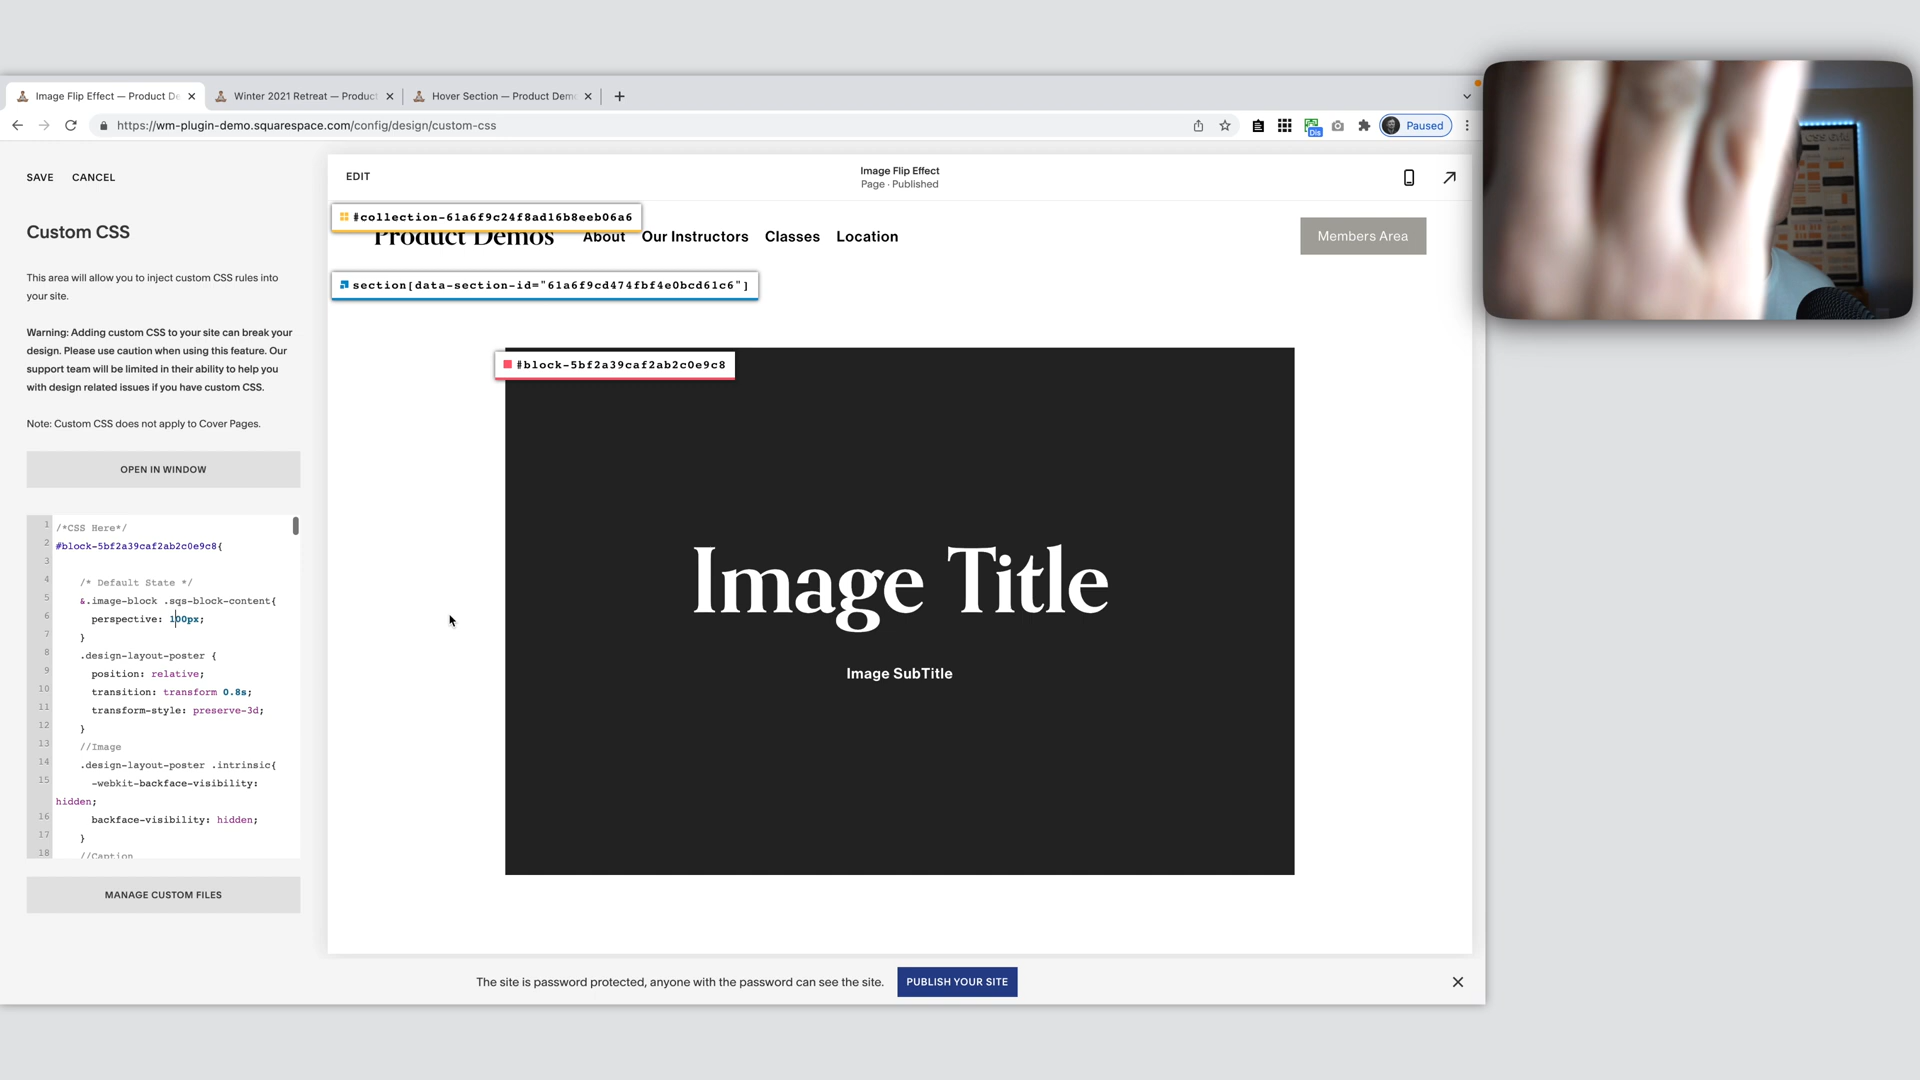 Image Flip Effect — Product De
Winter 2021 Retreat — Product
Hover Section — Product Dem
https://wm-plugin-demo.squarespace.com/config/design/custom-css
Dis
Paused
SAVE CANCEL
EDIT
Image Flip Effect
Page · Published
#collection-61a6f9c24f8ad16b8eeb06a6
Product Demos About Our Instructors Classes Location
Members Area
section[data-section-id="61a6f9cd474fbf4e0bcd61c6"]
#block-5bf2a39caf2ab2c0e9c8
Image Title
Image SubTitle
Custom CSS
This area will allow you to inject custom CSS rules into
your site.
Warning: Adding custom CSS to your site can break your
design. Please use caution when using this feature. Our
support team will be limited in their ability to help you
with design related issues if you have custom CSS.
Note: Custom CSS does not apply to Cover Pages.
OPEN IN WINDOW
1 /*CSS Here*/
2 #block-5bf2a39caf2ab2c0e9c8{
3
4 /* Default State */
5 &.image-block .sqs-block-content{
6 perspective: 100px;
7 }
8 .design-layout-poster {
9 position: relative;
10 transition: transform 0.8s;
11 transform-style: preserve-3d;
12 }
13 //Image
14 .design-layout-poster .intrinsic{
15 -webkit-backface-visibility:
hidden;
16 backface-visibility: hidden;
17 }
18 //Caption
MANAGE CUSTOM FILES
The site is password protected, anyone with the password can see the site.
PUBLISH YOUR SITE